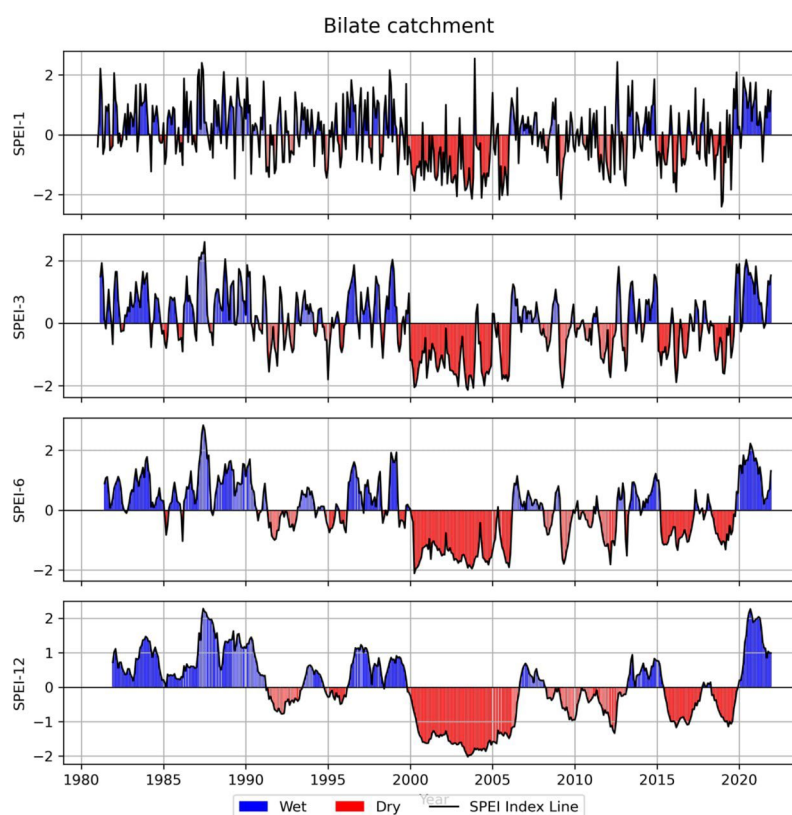 Bilate catchment
SPEI-1
2
0
−2
SPEI-3
2
0
−2
SPEI-6
2
0
−2
SPEI-12
2
1
0
−1
−2
1980 1985 1990 1995 2000 2005 2010 2015 2020
Year
Wet Dry SPEI Index Line